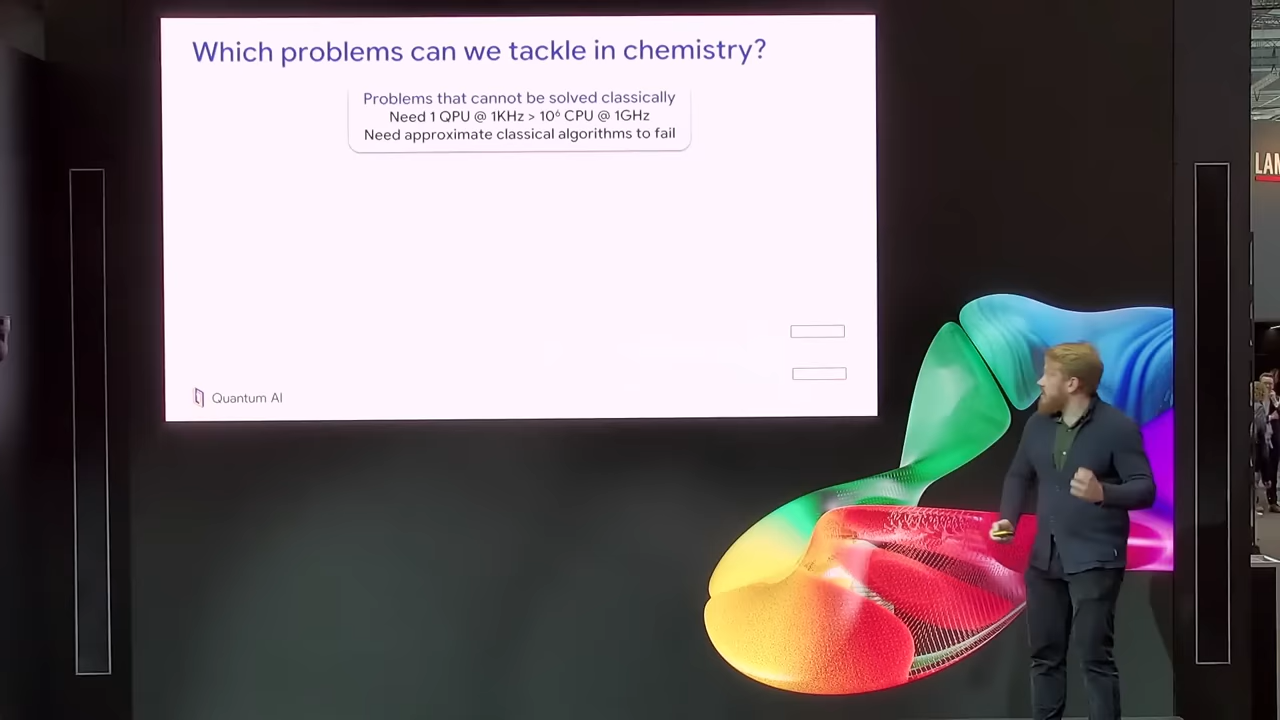 Which problems can we tackle in chemistry?
Problems that cannot be solved classically
Need 1 QPU @ 1KHz > 10⁶ CPU @ 1GHz
Need approximate classical algorithms to fail
Quantum AI